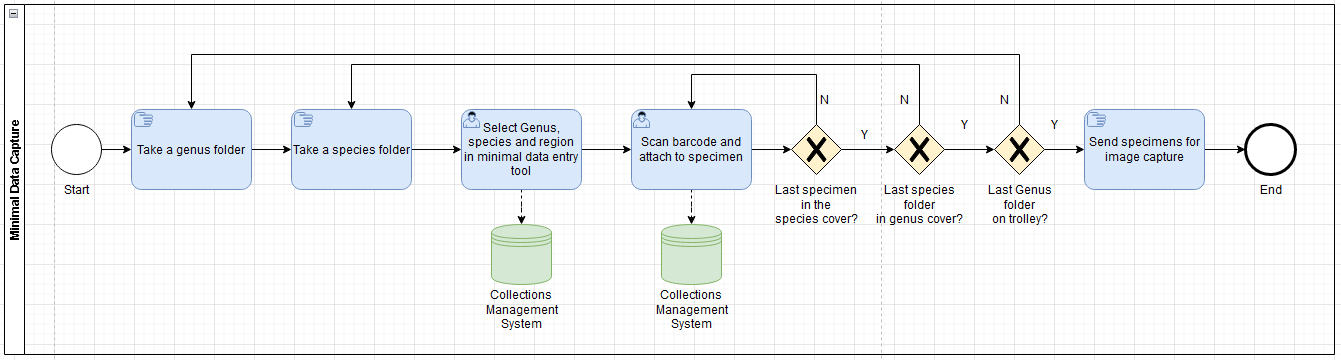 Minimal Data Capture
Start
Take a genus folder
Take a species folder
Select Genus,
species and region
in minimal data entry
tool
Collections
Management
System
Scan barcode and
attach to specimen
Collections
Management
System
N
Y
Last specimen
in the
species cover?
N
Y
Last species
folder
in genus cover?
N
Y
Last Genus
folder
on trolley?
Send specimens for
image capture
End